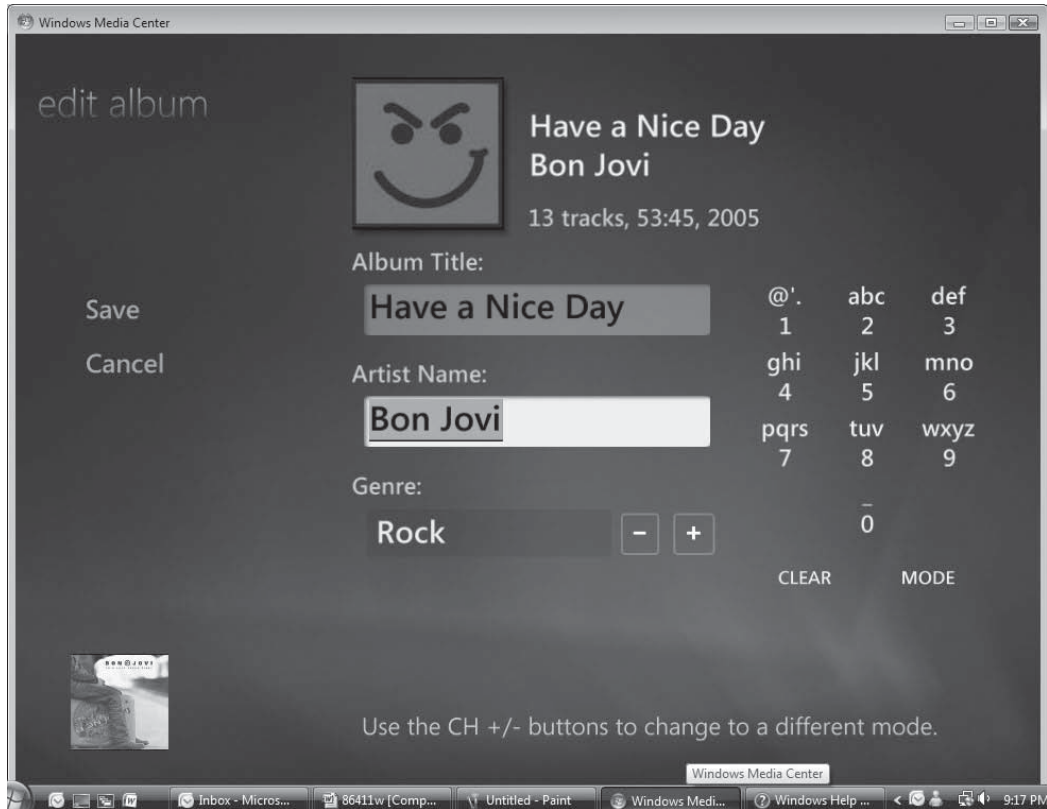 Windows Media Center
edit album
Have a Nice Day
Bon Jovi
13 tracks, 53:45, 2005
Album Title:
Have a Nice Day
Save
Cancel
Artist Name:
Bon Jovi
Genre:
Rock
- +
@'. abc def
1 2 3
ghi jkl mno
4 5 6
pqrs tuv wxyz
7 8 9
_
0
CLEAR MODE
BON JOVI
Use the CH +/- buttons to change to a different mode.
Windows Media Center
Inbox - Micros...
86411w [Comp...
Untitled - Paint
Windows Medi...
Windows Help ...
9:17 PM